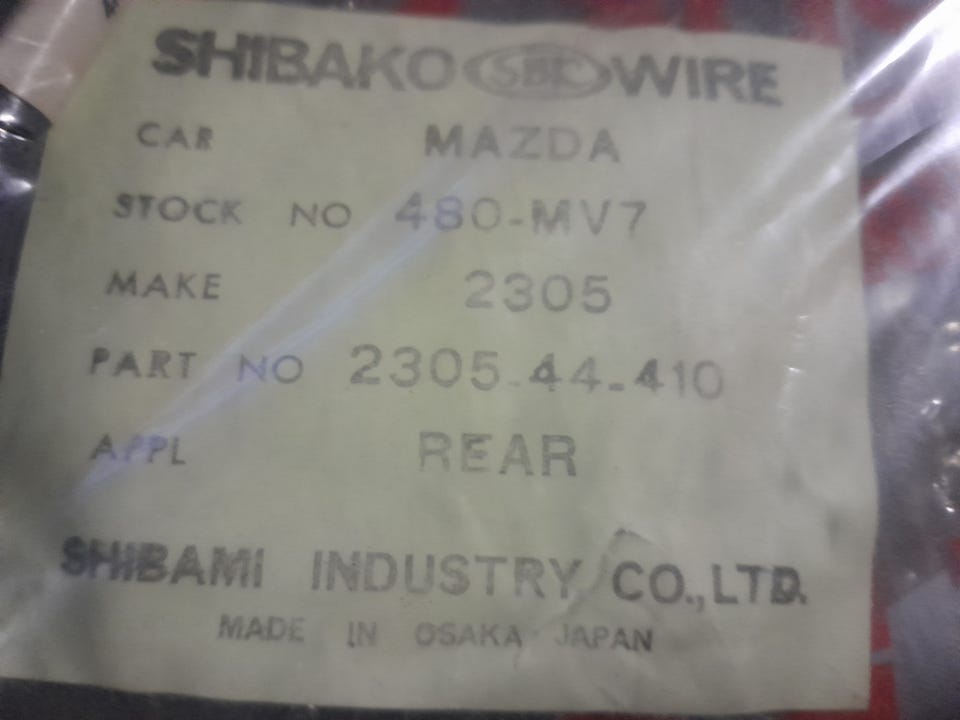 SHIBAKO SBK WIRE
CAR MAZDA
STOCK NO 480-MV7
MAKE 2305
PART NO 2305-44-410
APPL REAR
SHIBAMI INDUSTRY CO.,LTD.
MADE IN OSAKA JAPAN